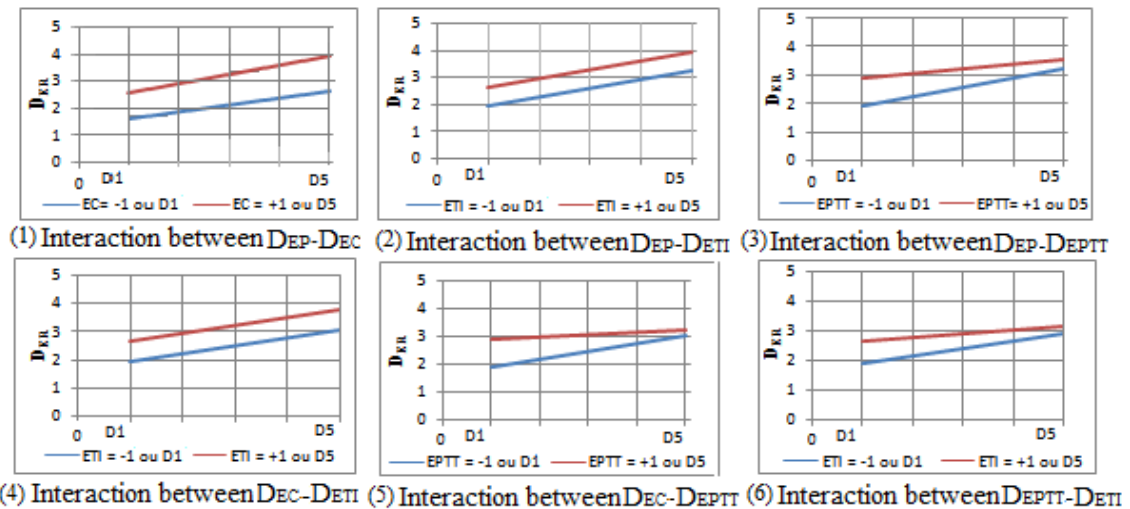 5
4
3
2
1
0
DKR
0
D1
D5
EC= -1 ou D1
EC = +1 ou D5
(1) Interaction between DEP-DEC
5
4
3
2
1
0
DKR
0
D1
D5
ETI = -1 ou D1
ETI = +1 ou D5
(2) Interaction between DEP-DETI
5
4
3
2
1
0
DKR
0
D1
D5
EPTT = -1 ou D1
EPTT= +1 ou D5
(3) Interaction between DEP-DEPTT
5
4
3
2
1
0
DKR
0
D1
D5
ETI = -1 ou D1
ETI = +1 ou D5
(4) Interaction between DEC-DETI
5
4
3
2
1
0
DKR
0
D1
D5
EPTT = -1 ou D1
EPTT = +1 ou D5
(5) Interaction between DEC-DEPTT
5
4
3
2
1
0
DKR
0
D1
D5
ETI = -1 ou D1
ETI = +1 ou D5
(6) Interaction between DEPTT-DETI